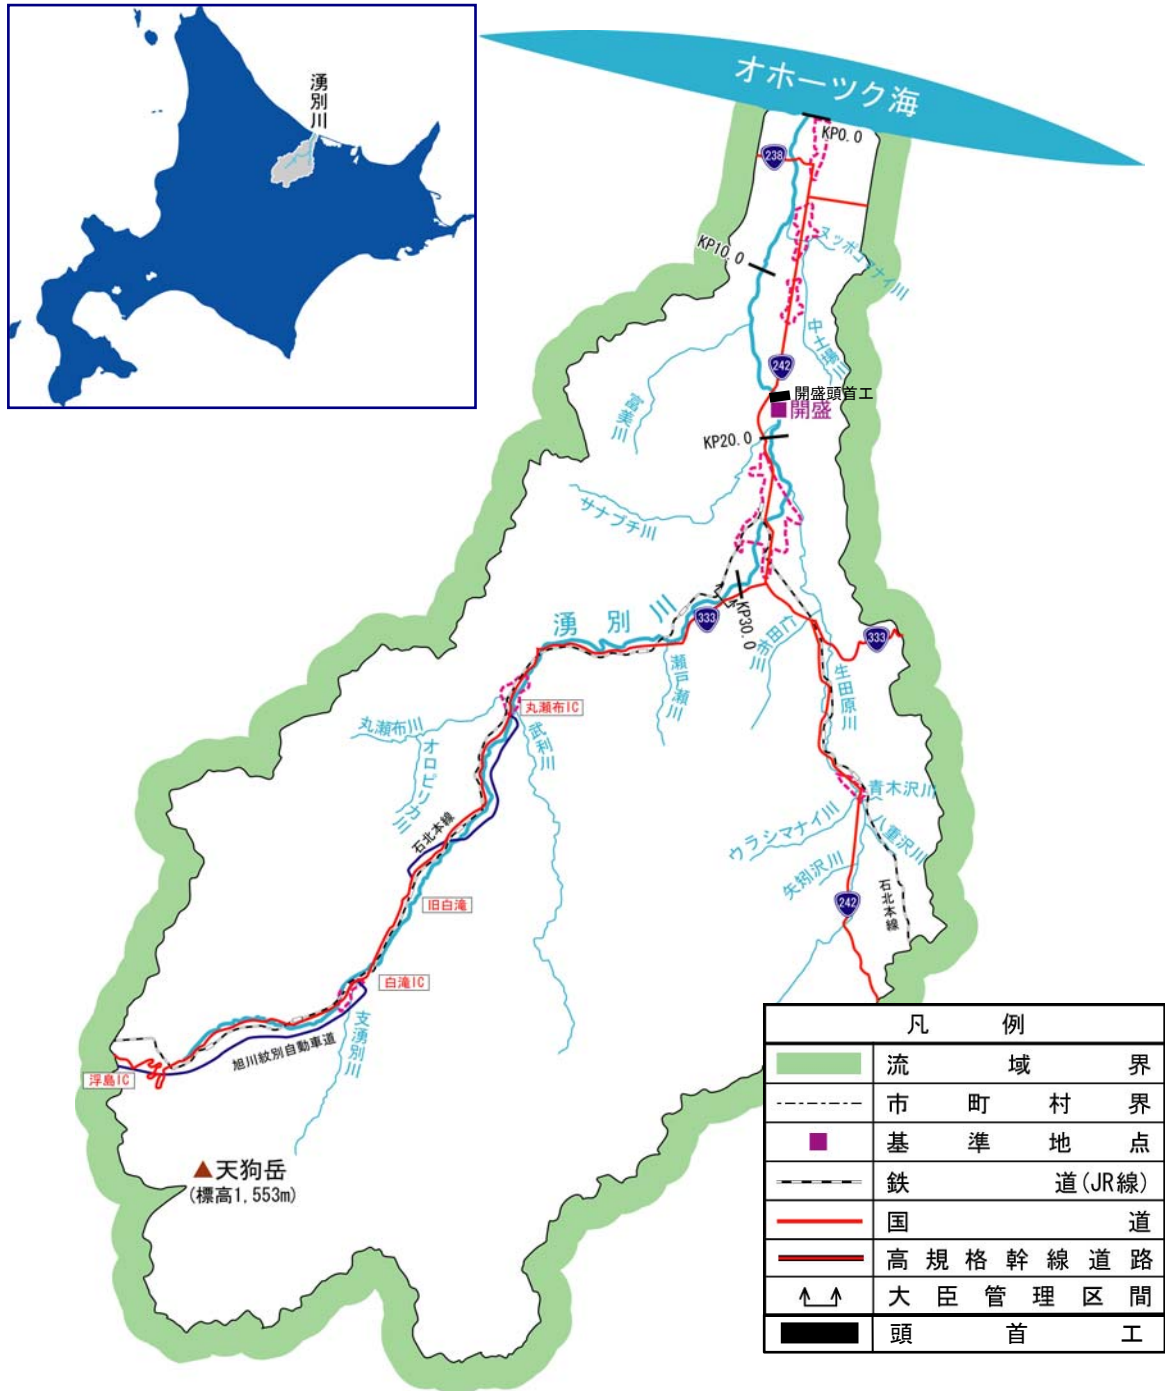 湧別川
オホーツク海
KP0.0
238
ヌッポコマナイ川
KP10.0
中土場川
242
開盛頭首工
開盛
富美川
KP20.0
サナブチ川
湧別川
333
KP30.0
六田市川
333
瀬戸瀬川
生田原川
丸瀬布IC
丸瀬布川
武利川
オロピリカ川
青木沢川
石北本線
ウラシマナイ川
八重沢川
矢矧沢川
旧白滝
242
石北本線
白滝IC
支湧別川
旭川紋別自動車道
浮島IC
天狗岳
(標高1,553m)
凡 例
流域界
市町村界
基準地点
鉄道(JR線)
国道
高規格幹線道路
大臣管理区間
頭首工